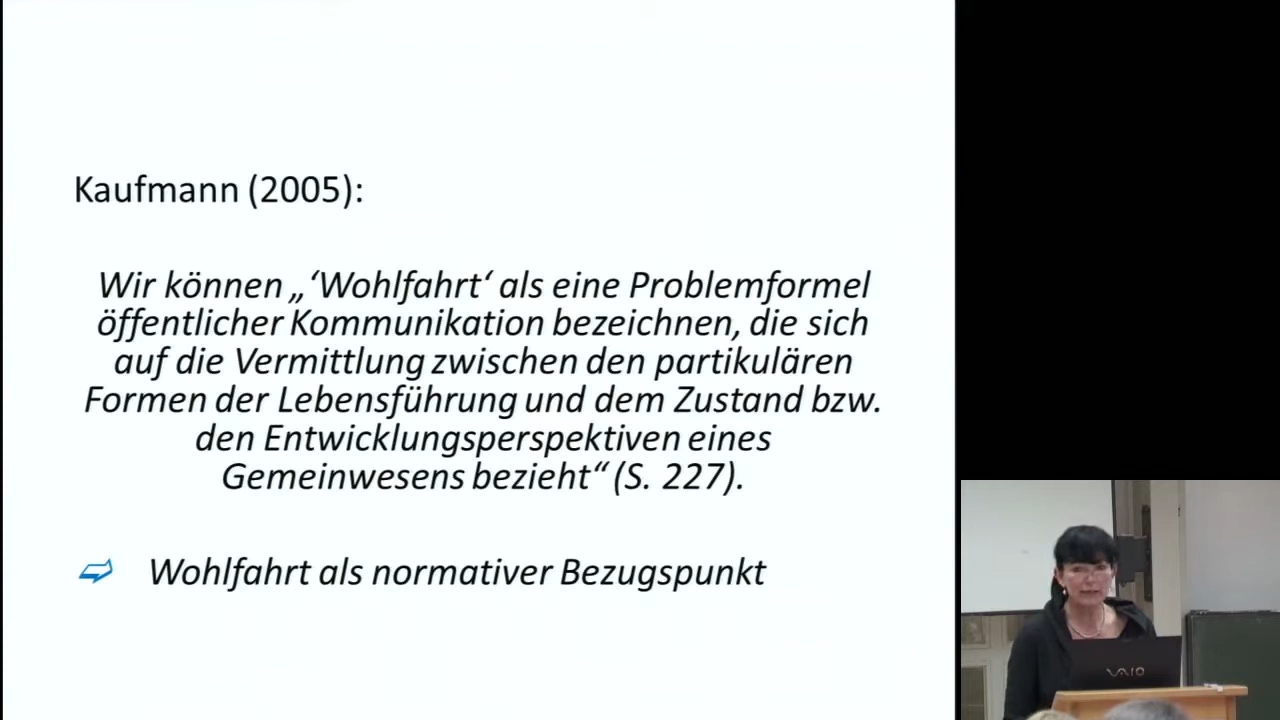 Kaufmann (2005):
Wir können „‘Wohlfahrt‘ als eine Problemformel
öffentlicher Kommunikation bezeichnen, die sich
auf die Vermittlung zwischen den partikulären
Formen der Lebensführung und dem Zustand bzw.
den Entwicklungsperspektiven eines
Gemeinwesens bezieht“ (S. 227).
Wohlfahrt als normativer Bezugspunkt
VAIO